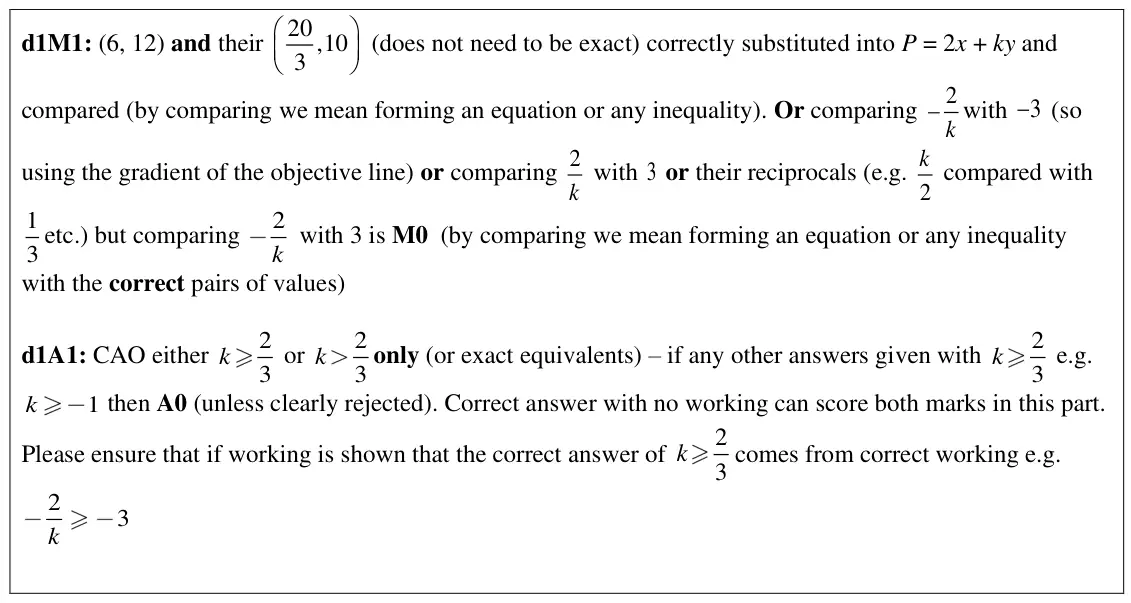 d1M1: (6, 12) and their (20/3, 10) (does not need to be exact) correctly substituted into P = 2x + ky and
compared (by comparing we mean forming an equation or any inequality). Or comparing −2/k with −3 (so
using the gradient of the objective line) or comparing 2/k with 3 or their reciprocals (e.g. k/2 compared with
1/3 etc.) but comparing −2/k with 3 is M0 (by comparing we mean forming an equation or any inequality
with the correct pairs of values)
d1A1: CAO either k ⩾ 2/3 or k > 2/3 only (or exact equivalents) – if any other answers given with k ⩾ 2/3 e.g.
k ⩾ −1 then A0 (unless clearly rejected). Correct answer with no working can score both marks in this part.
Please ensure that if working is shown that the correct answer of k ⩾ 2/3 comes from correct working e.g.
−2/k ⩾ −3